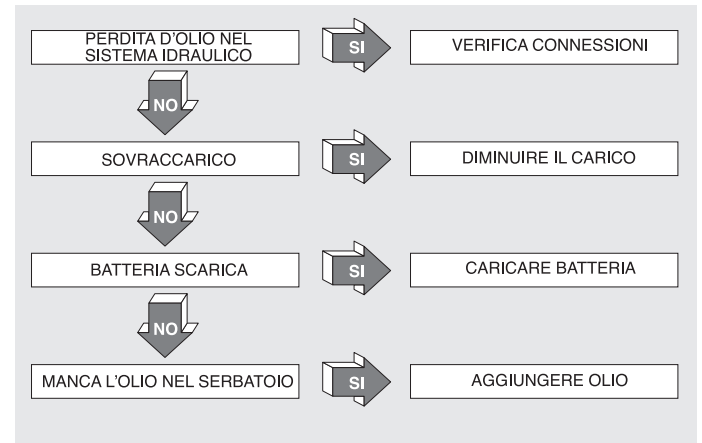 PERDITA D'OLIO NEL
SISTEMA IDRAULICO
SI
VERIFICA CONNESSIONI
NO
SOVRACCARICO
SI
DIMINUIRE IL CARICO
NO
BATTERIA SCARICA
SI
CARICARE BATTERIA
NO
MANCA L'OLIO NEL SERBATOIO
SI
AGGIUNGERE OLIO